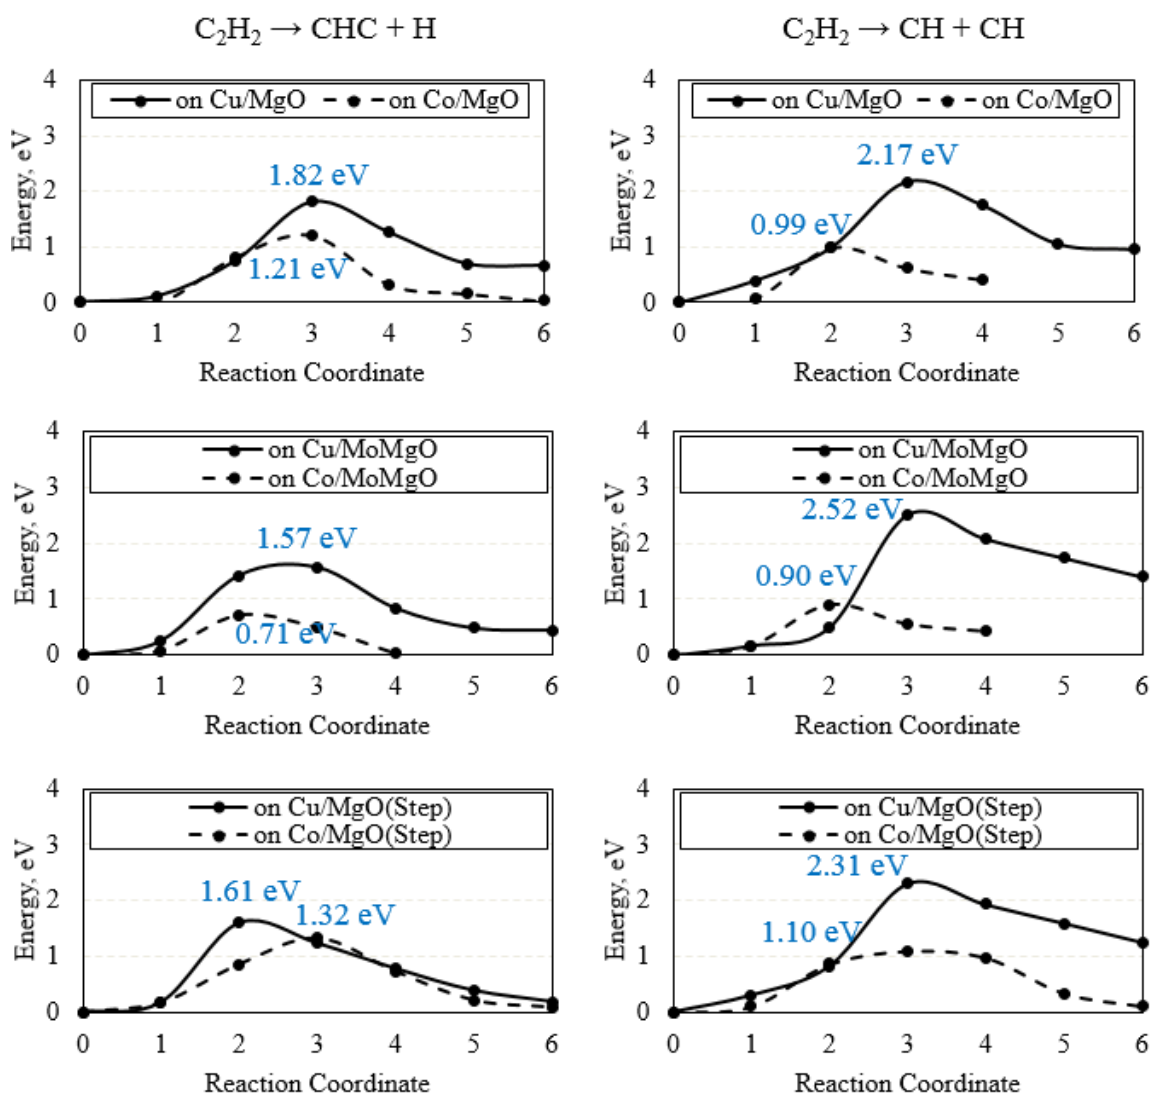 C₂H₂ → CHC + H
C₂H₂ → CH + CH
on Cu/MgO on Co/MgO
Energy, eV
4
3
2
1
0
1.82 eV
1.21 eV
0 1 2 3 4 5 6
Reaction Coordinate
on Cu/MgO on Co/MgO
Energy, eV
4
3
2
1
0
2.17 eV
0.99 eV
0 1 2 3 4 5 6
Reaction Coordinate
on Cu/MoMgO
on Co/MoMgO
Energy, eV
4
3
2
1
0
1.57 eV
0.71 eV
0 1 2 3 4 5 6
Reaction Coordinate
on Cu/MoMgO
on Co/MoMgO
Energy, eV
4
3
2
1
0
2.52 eV
0.90 eV
0 1 2 3 4 5 6
Reaction Coordinate
on Cu/MgO(Step)
on Co/MgO(Step)
Energy, eV
4
3
2
1
0
1.61 eV
1.32 eV
0 1 2 3 4 5 6
Reaction Coordinate
on Cu/MgO(Step)
on Co/MgO(Step)
Energy, eV
4
3
2
1
0
2.31 eV
1.10 eV
0 1 2 3 4 5 6
Reaction Coordinate